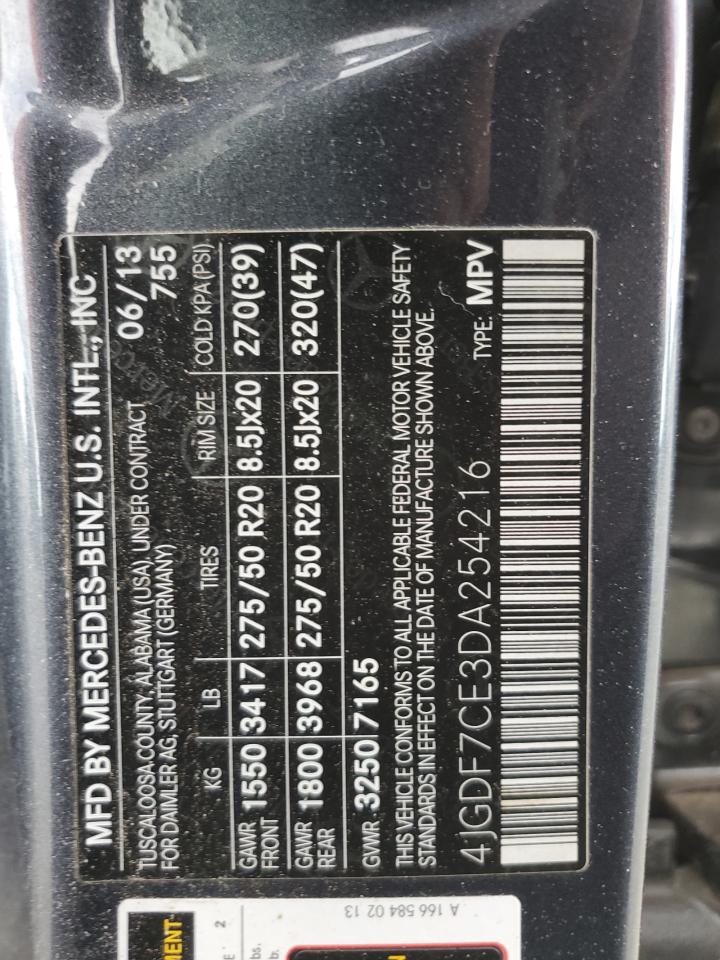 MFD BY MERCEDES-BENZ U.S. INTL., INC
TUSCALOOSA COUNTY, ALABAMA (USA), UNDER CONTRACT 06/13
FOR DAIMLER AG, STUTTGART (GERMANY) 755
KG LB TIRES RIM SIZE COLD KPA (PSI)
GAWR FRONT 1550 3417 275/50 R20 8.5Jx20 270(39)
GAWR REAR 1800 3968 275/50 R20 8.5Jx20 320(47)
GVWR 3250 7165
THIS VEHICLE CONFORMS TO ALL APPLICABLE FEDERAL MOTOR VEHICLE SAFETY
STANDARDS IN EFFECT ON THE DATE OF MANUFACTURE SHOWN ABOVE.
4JGDF7CE3DA254216 TYPE: MPV
A 166 584 02 13
2